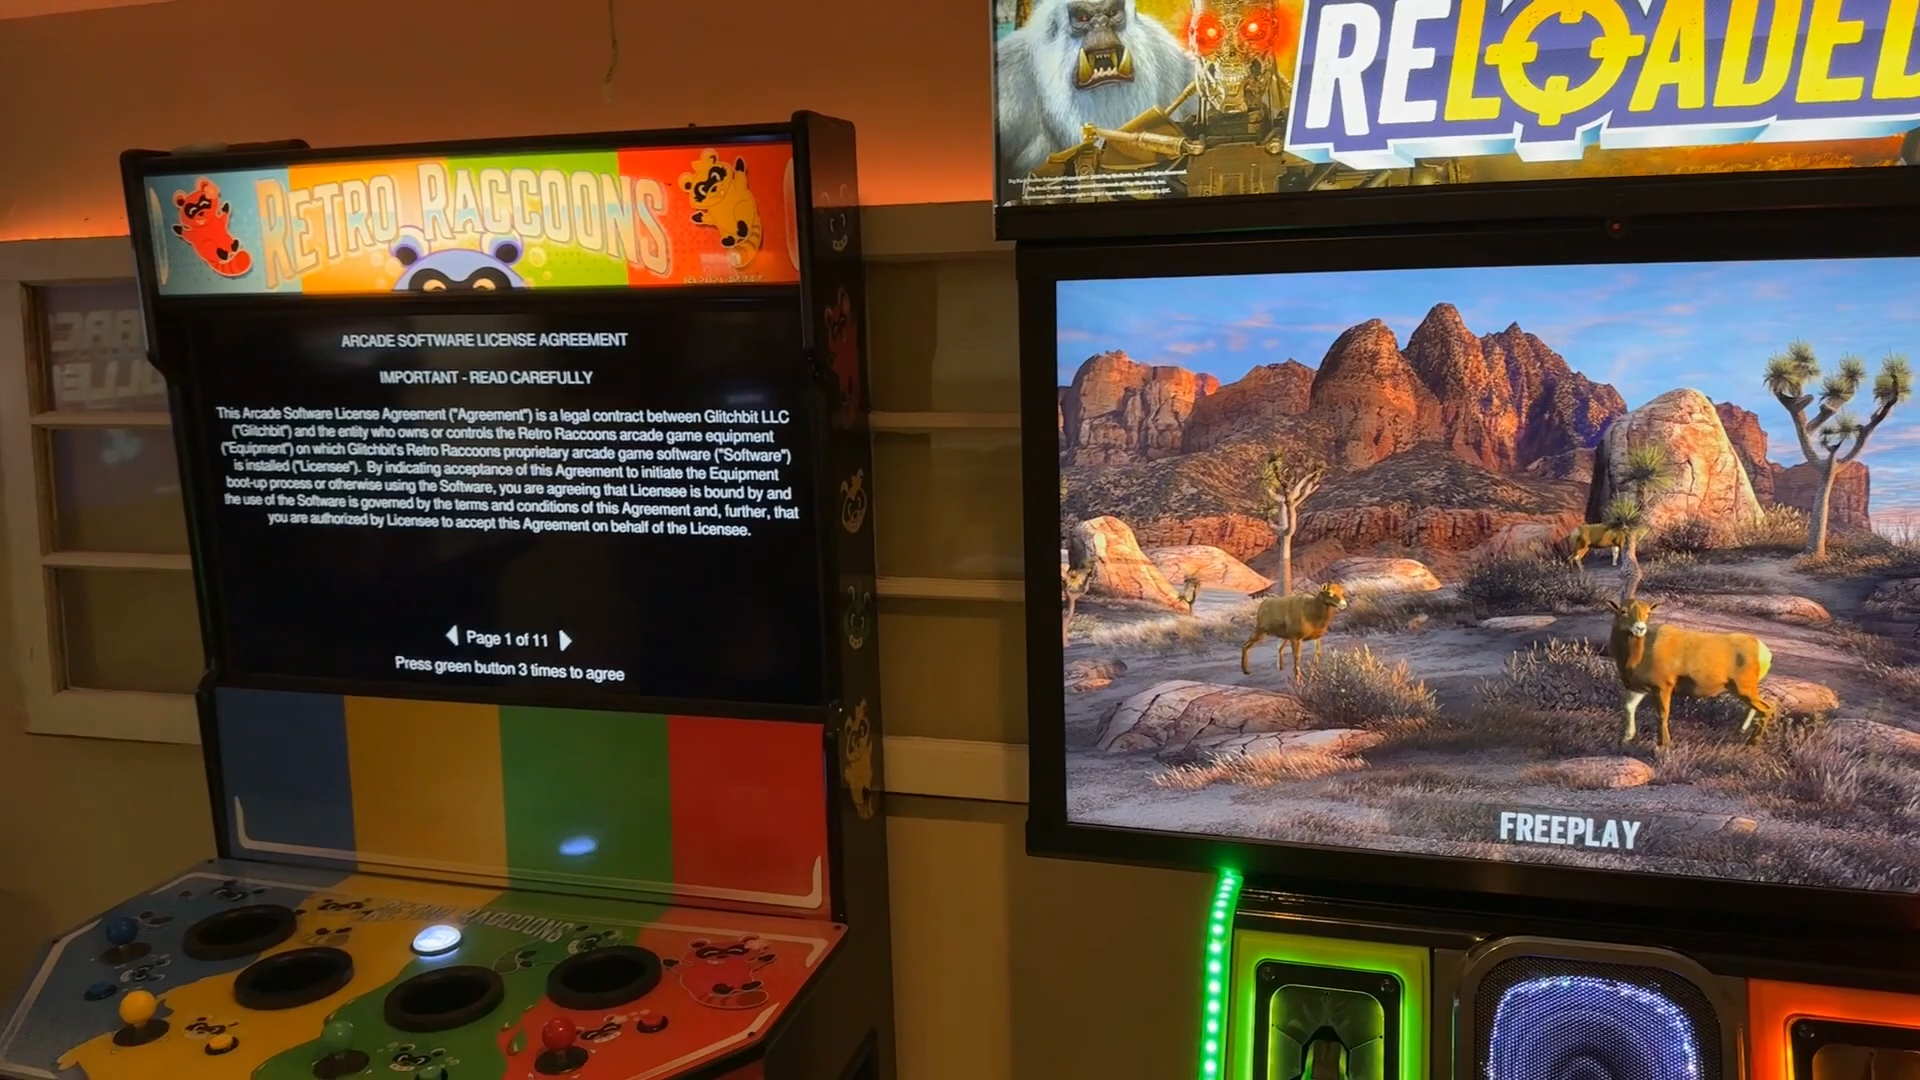 RETRO RACCOONS
ARCADE SOFTWARE LICENSE AGREEMENT
IMPORTANT - READ CAREFULLY
This Arcade Software License Agreement ("Agreement") is a legal contract between Glitchbit LLC
("Glitchbit") and the entity who owns or controls the Retro Raccoons arcade game equipment
("Equipment") on which Glitchbit's Retro Raccoons proprietary arcade game software ("Software")
is installed ("Licensee"). By indicating acceptance of this Agreement to initiate the Equipment
boot-up process or otherwise using the Software, you are agreeing that Licensee is bound by and
the use of the Software is governed by the terms and conditions of this Agreement and, further, that
you are authorized by Licensee to accept this Agreement on behalf of the Licensee.
Page 1 of 11
Press green button 3 times to agree
RETRO RACCOONS
RELOADED
FREEPLAY